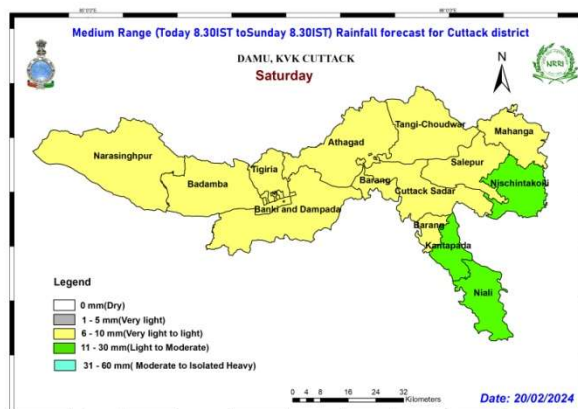 Medium Range (Today 8.30IST toSunday 8.30IST) Rainfall forecast for Cuttack district
DAMU, KVK CUTTACK
Saturday
N
NRRI
Mahanga
Tangi-Choudwar
Athagad
Narasinghpur
Tigiria
Salepur
Badamba
Barang
Nischintakoili
Cuttack Sadar
Banki and Dampada
Barang
Kantapada
Niali
Legend
0 mm(Dry)
1 - 5 mm(Very light)
6 - 10 mm(Very light to light)
11 - 30 mm(Light to Moderate)
31 - 60 mm( Moderate to Isolated Heavy)
0 4 8 16 24 32
Kilometers
Date: 20/02/2024